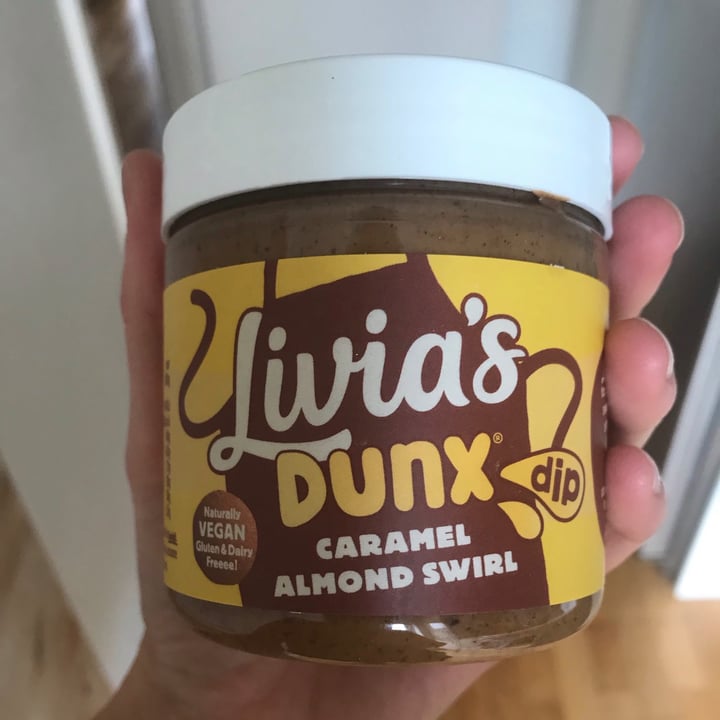 Livia's
DUNX®
dip
CARAMEL
ALMOND SWIRL
Naturally
VEGAN
Gluten & Dairy
Freeee!